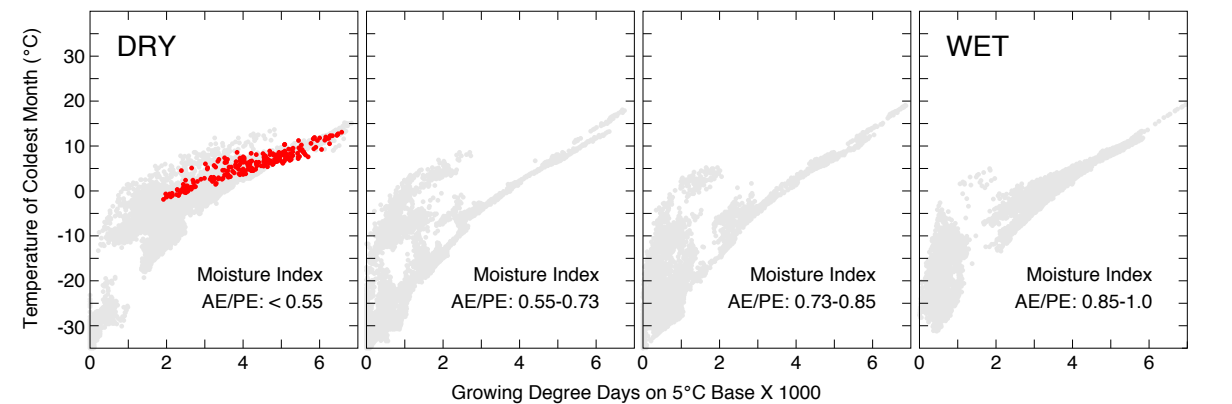 Temperature of Coldest Month (°C)
30
20
10
0
-10
-20
-30
DRY
WET
Moisture Index
AE/PE: < 0.55
Moisture Index
AE/PE: 0.55-0.73
Moisture Index
AE/PE: 0.73-0.85
Moisture Index
AE/PE: 0.85-1.0
0 2 4 6 0 2 4 6 0 2 4 6 0 2 4 6
Growing Degree Days on 5°C Base X 1000